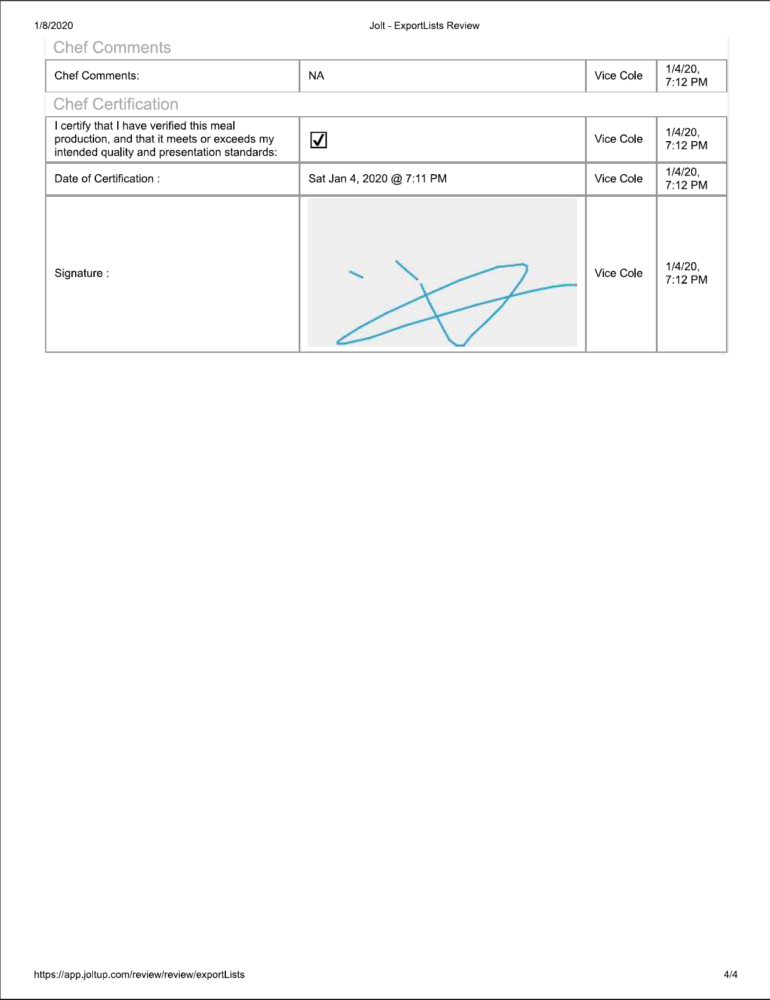 1/8/2020 Jolt - ExportLists Review
Chef Comments
Chef Comments: NA Vice Cole 1/4/20,
7:12 PM
Chef Certification
I certify that I have verified this meal
production, and that it meets or exceeds my
intended quality and presentation standards:
Vice Cole 1/4/20,
7:12 PM
Date of Certification : Sat Jan 4, 2020 @ 7:11 PM Vice Cole 1/4/20,
7:12 PM
Signature : Vice Cole 1/4/20,
7:12 PM
https://app.joltup.com/review/review/exportLists 4/4